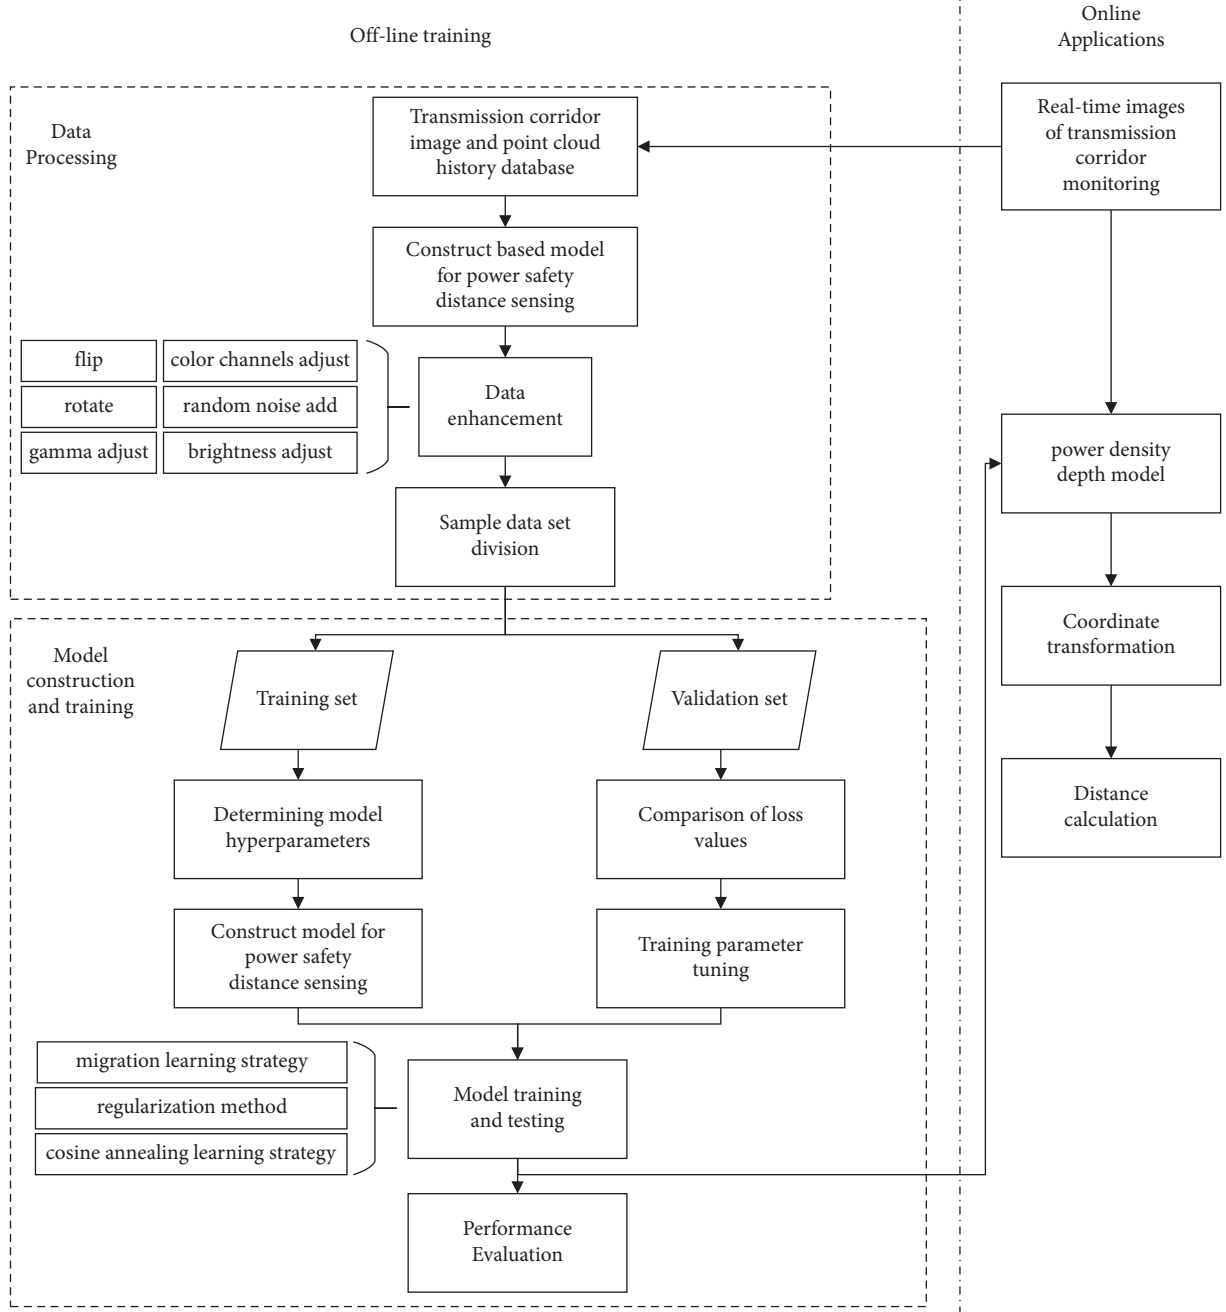 Off-line training
Online
Applications
Data
Processing
Transmission corridor
image and point cloud
history database
Real-time images
of transmission
corridor
monitoring
Construct based model
for power safety
distance sensing
flip
color channels adjust
rotate
random noise add
gamma adjust
brightness adjust
Data
enhancement
power density
depth model
Sample data set
division
Coordinate
transformation
Model
construction
and training
Training set
Validation set
Determining model
hyperparameters
Comparison of loss
values
Distance
calculation
Construct model for
power safety
distance sensing
Training parameter
tuning
migration learning strategy
regularization method
cosine annealing learning strategy
Model training
and testing
Performance
Evaluation